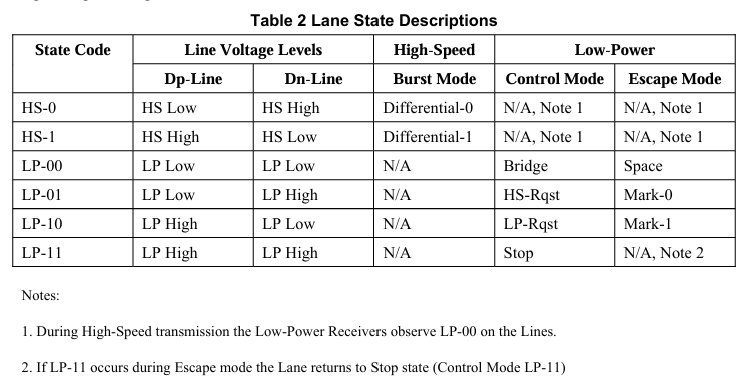 Table 2 Lane State Descriptions
State Code Line Voltage Levels High-Speed Low-Power
Dp-Line Dn-Line Burst Mode Control Mode Escape Mode
HS-0 HS Low HS High Differential-0 N/A, Note 1 N/A, Note 1
HS-1 HS High HS Low Differential-1 N/A, Note 1 N/A, Note 1
LP-00 LP Low LP Low N/A Bridge Space
LP-01 LP Low LP High N/A HS-Rqst Mark-0
LP-10 LP High LP Low N/A LP-Rqst Mark-1
LP-11 LP High LP High N/A Stop N/A, Note 2
Notes:
1. During High-Speed transmission the Low-Power Receivers observe LP-00 on the Lines.
2. If LP-11 occurs during Escape mode the Lane returns to Stop state (Control Mode LP-11)